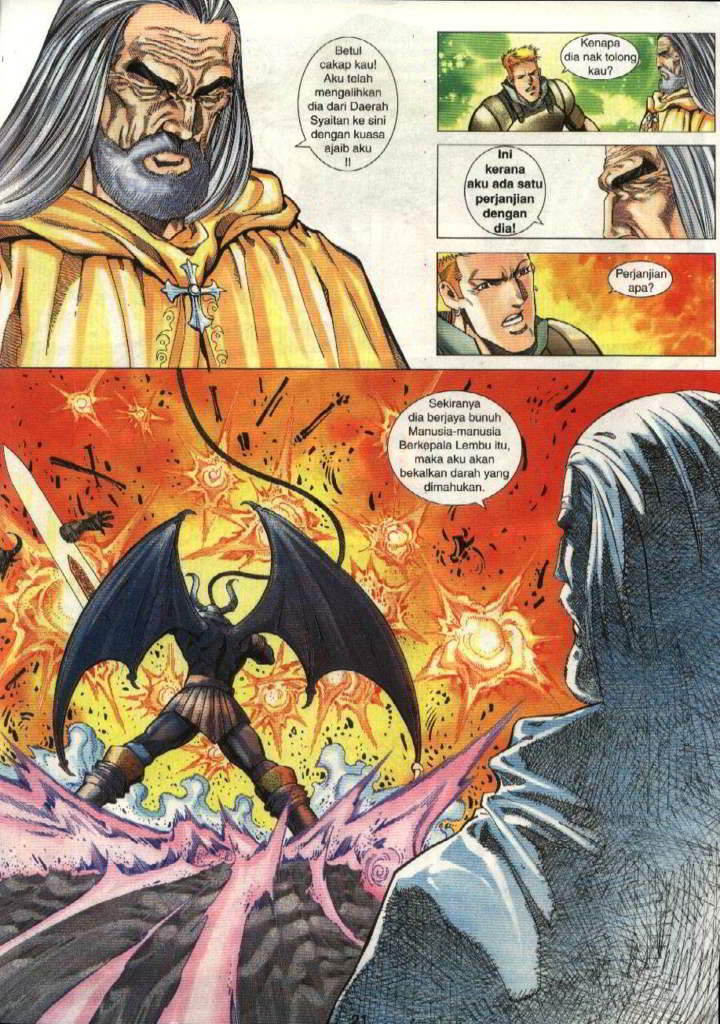 Betul
cakap kau!
Aku telah
mengalihkan
dia dari Daerah
Syaitan ke sini
dengan kuasa
ajaib aku
!!
Kenapa
dia nak tolong
kau?
Ini
kerana
aku ada satu
perjanjian
dengan
dia!
Perjanjian
apa?
Sekiranya
dia berjaya bunuh
Manusia-manusia
Berkepala Lembu itu,
maka aku akan
bekalkan darah yang
dimahukan.
21